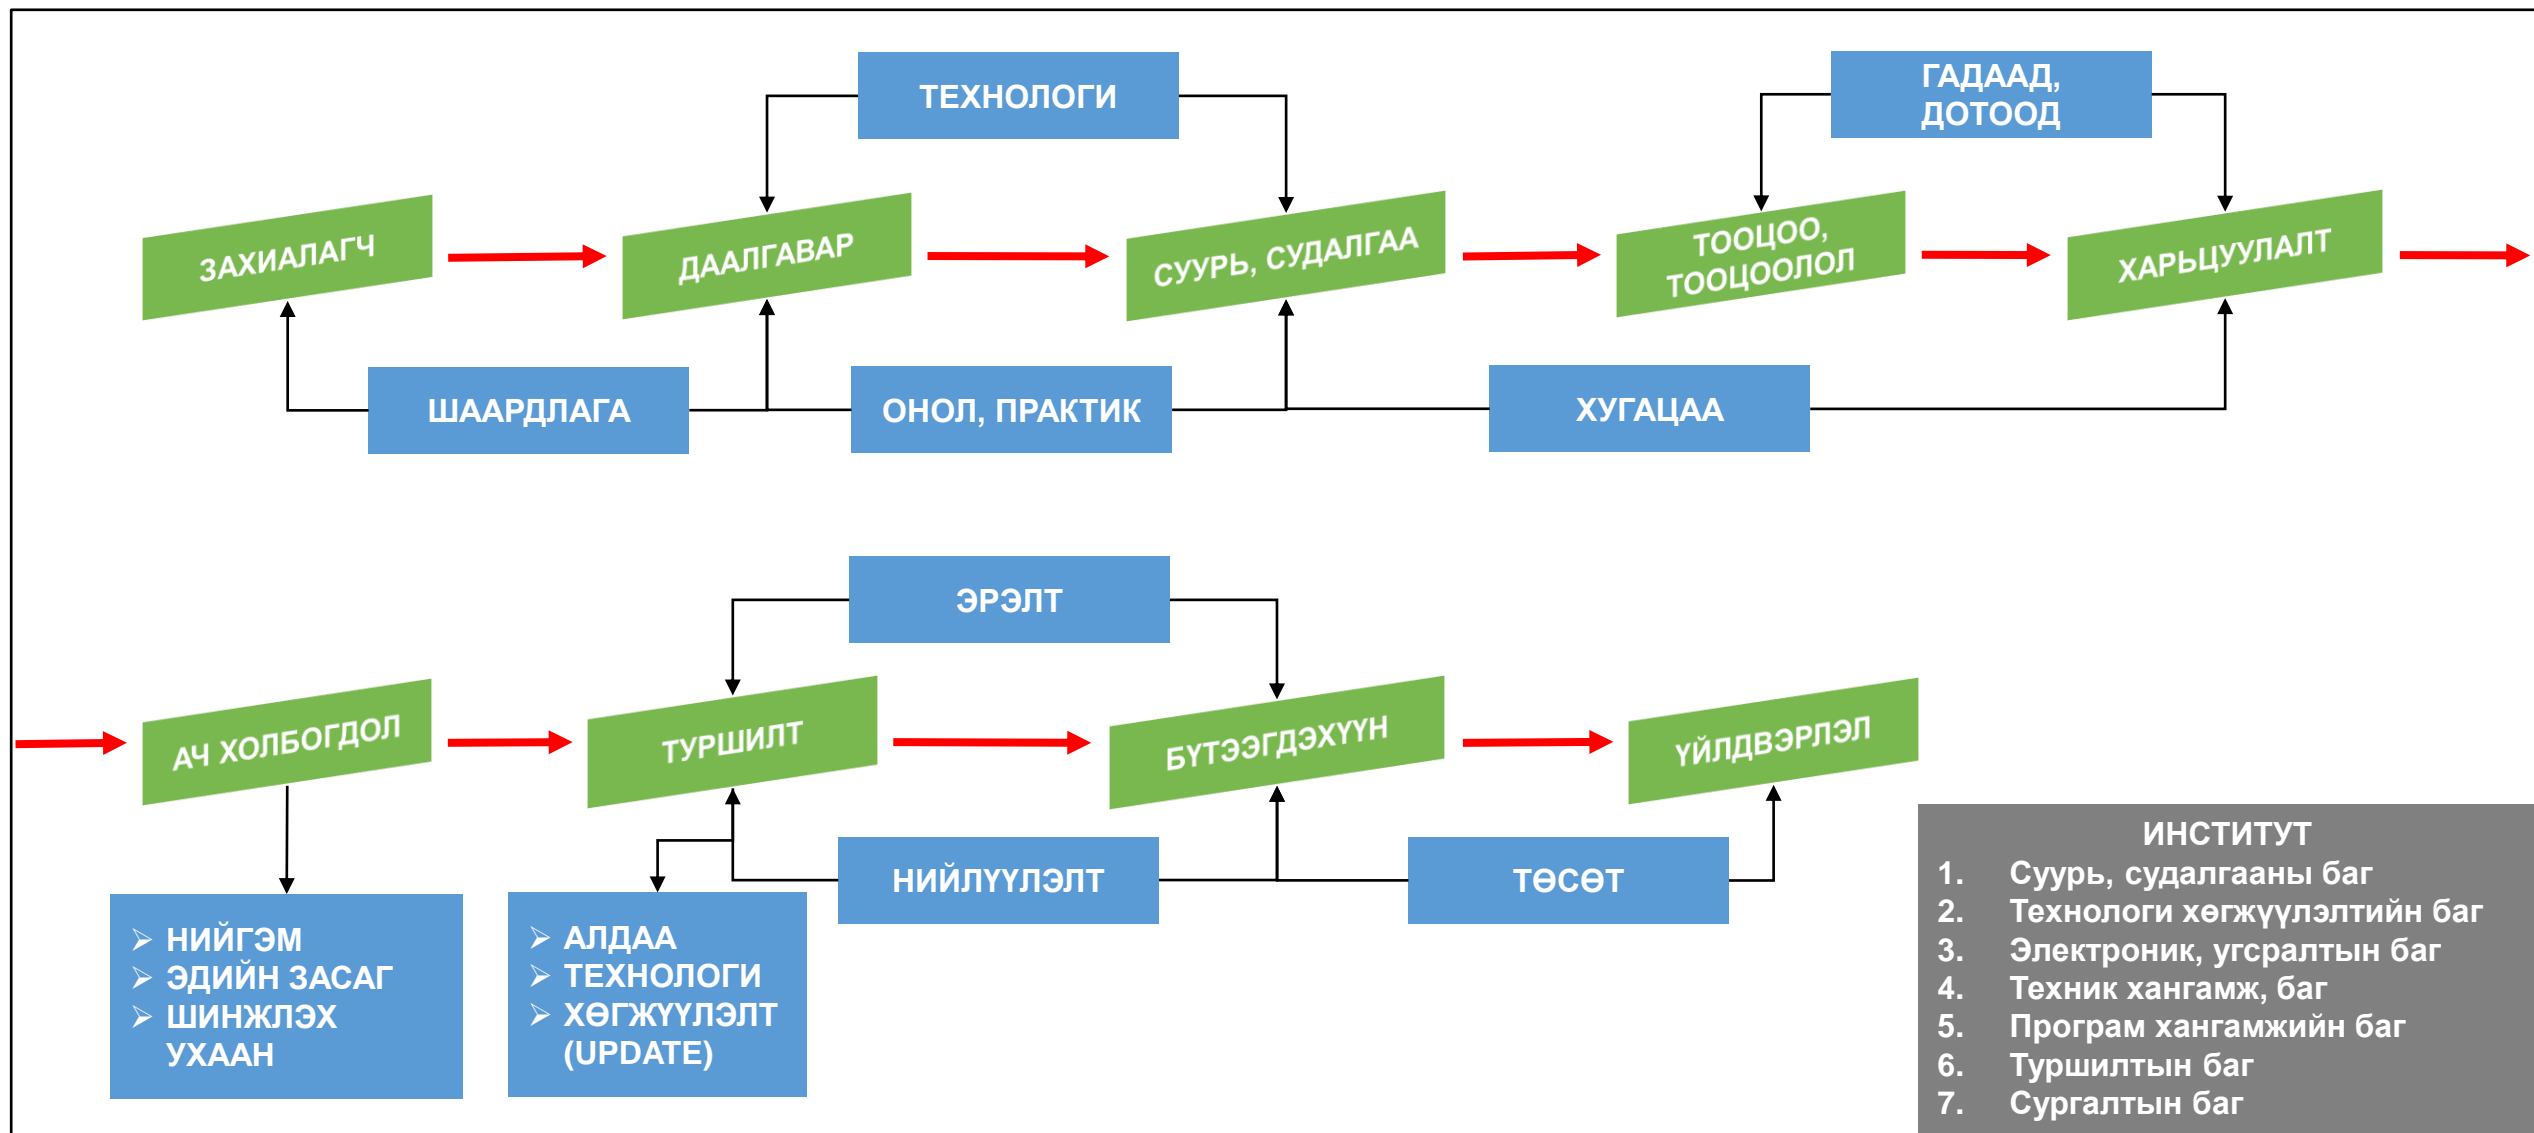 ТЕХНОЛОГИ
ГАДААД,
ДОТООД
ЗАХИАЛАГЧ
ДААЛГАВАР
СУУРЬ, СУДАЛГАА
ТООЦОО,
ТООЦООЛОЛ
ХАРЬЦУУЛАЛТ
ШААРДЛАГА
ОНОЛ, ПРАКТИК
ХУГАЦАА
ЭРЭЛТ
АЧ ХОЛБОГДОЛ
ТУРШИЛТ
БҮТЭЭГДЭХҮҮН
ҮЙЛДВЭРЛЭЛ
НИЙЛҮҮЛЭЛТ
ТӨСӨТ
➢ НИЙГЭМ
➢ ЭДИЙН ЗАСАГ
➢ ШИНЖЛЭХ
УХААН
➢ АЛДАА
➢ ТЕХНОЛОГИ
➢ ХӨГЖҮҮЛЭЛТ
(UPDATE)
ИНСТИТУТ
1. Суурь, судалгааны баг
2. Технологи хөгжүүлэлтийн баг
3. Электроник, угсралтын баг
4. Техник хангамж, баг
5. Програм хангамжийн баг
6. Туршилтын баг
7. Сургалтын баг